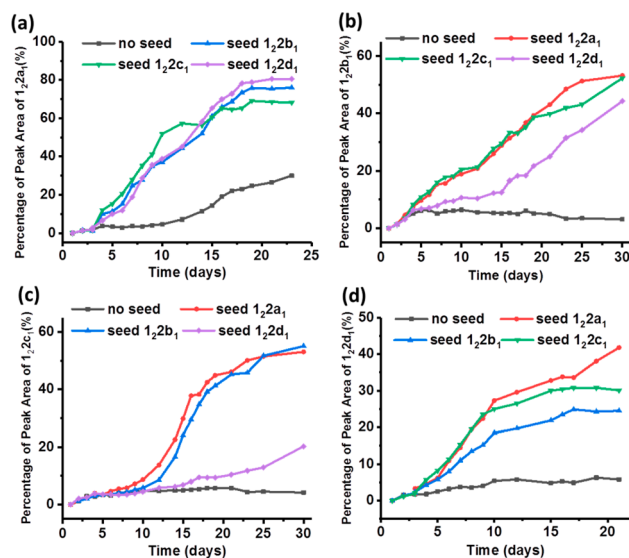 (a)
no seed seed 1₂2b₁
seed 1₂2c₁ seed 1₂2d₁
Percentage of Peak Area of 1₂2a₁(%)
100
80
60
40
20
0
0 5 10 15 20 25
Time (days)
(b)
no seed seed 1₂2a₁
seed 1₂2c₁ seed 1₂2d₁
Percentage of Peak Area of 1₂2b₁(%)
60
40
20
0
0 5 10 15 20 25 30
Time (days)
(c)
no seed seed 1₂2a₁
seed 1₂2b₁ seed 1₂2d₁
Percentage of Peak Area of 1₂2c₁(%)
60
40
20
0
0 5 10 15 20 25 30
Time (days)
(d)
no seed seed 1₂2a₁
seed 1₂2b₁ seed 1₂2c₁
Percentage of Peak Area of 1₂2d₁(%)
50
40
30
20
10
0
0 5 10 15 20
Time (days)